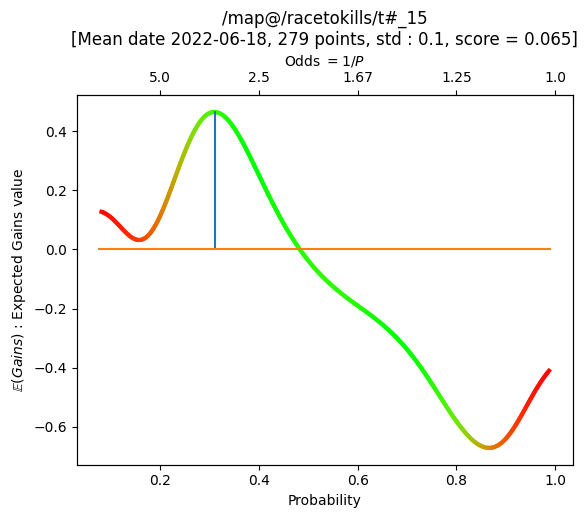 /map@/racetokills/t#_15
[Mean date 2022-06-18, 279 points, std : 0.1, score = 0.065]
Odds = 1/P
5.0 2.5 1.67 1.25 1.0
0.4
0.2
0.0
−0.2
−0.4
−0.6
𝔼(Gains) : Expected Gains value
0.2 0.4 0.6 0.8 1.0
Probability